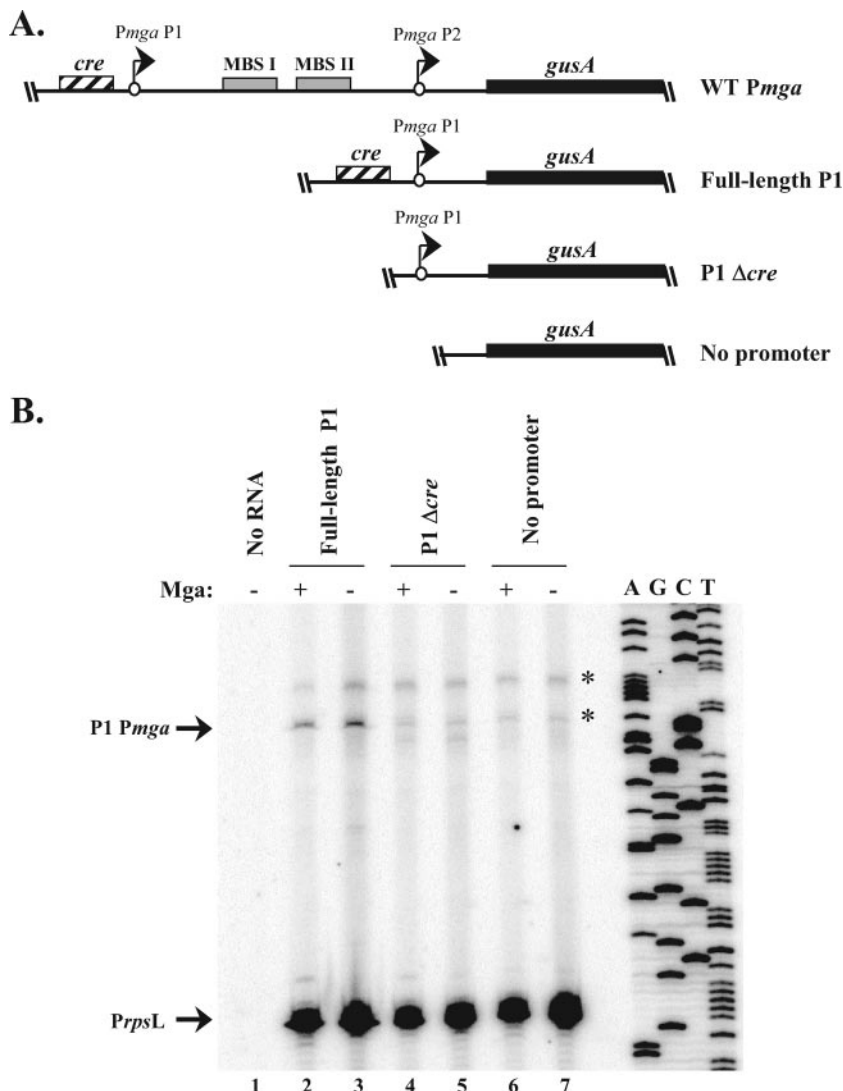 A.
Pmga P1
Pmga P2
cre
MBS I
MBS II
gusA
WT Pmga
Pmga P1
cre
gusA
Full-length P1
Pmga P1
gusA
P1 Δcre
gusA
No promoter
B.
No RNA
Full-length P1
P1 Δcre
No promoter
Mga: - + - + - + - A G C T
*
*
P1 Pmga
PrpsL
1 2 3 4 5 6 7